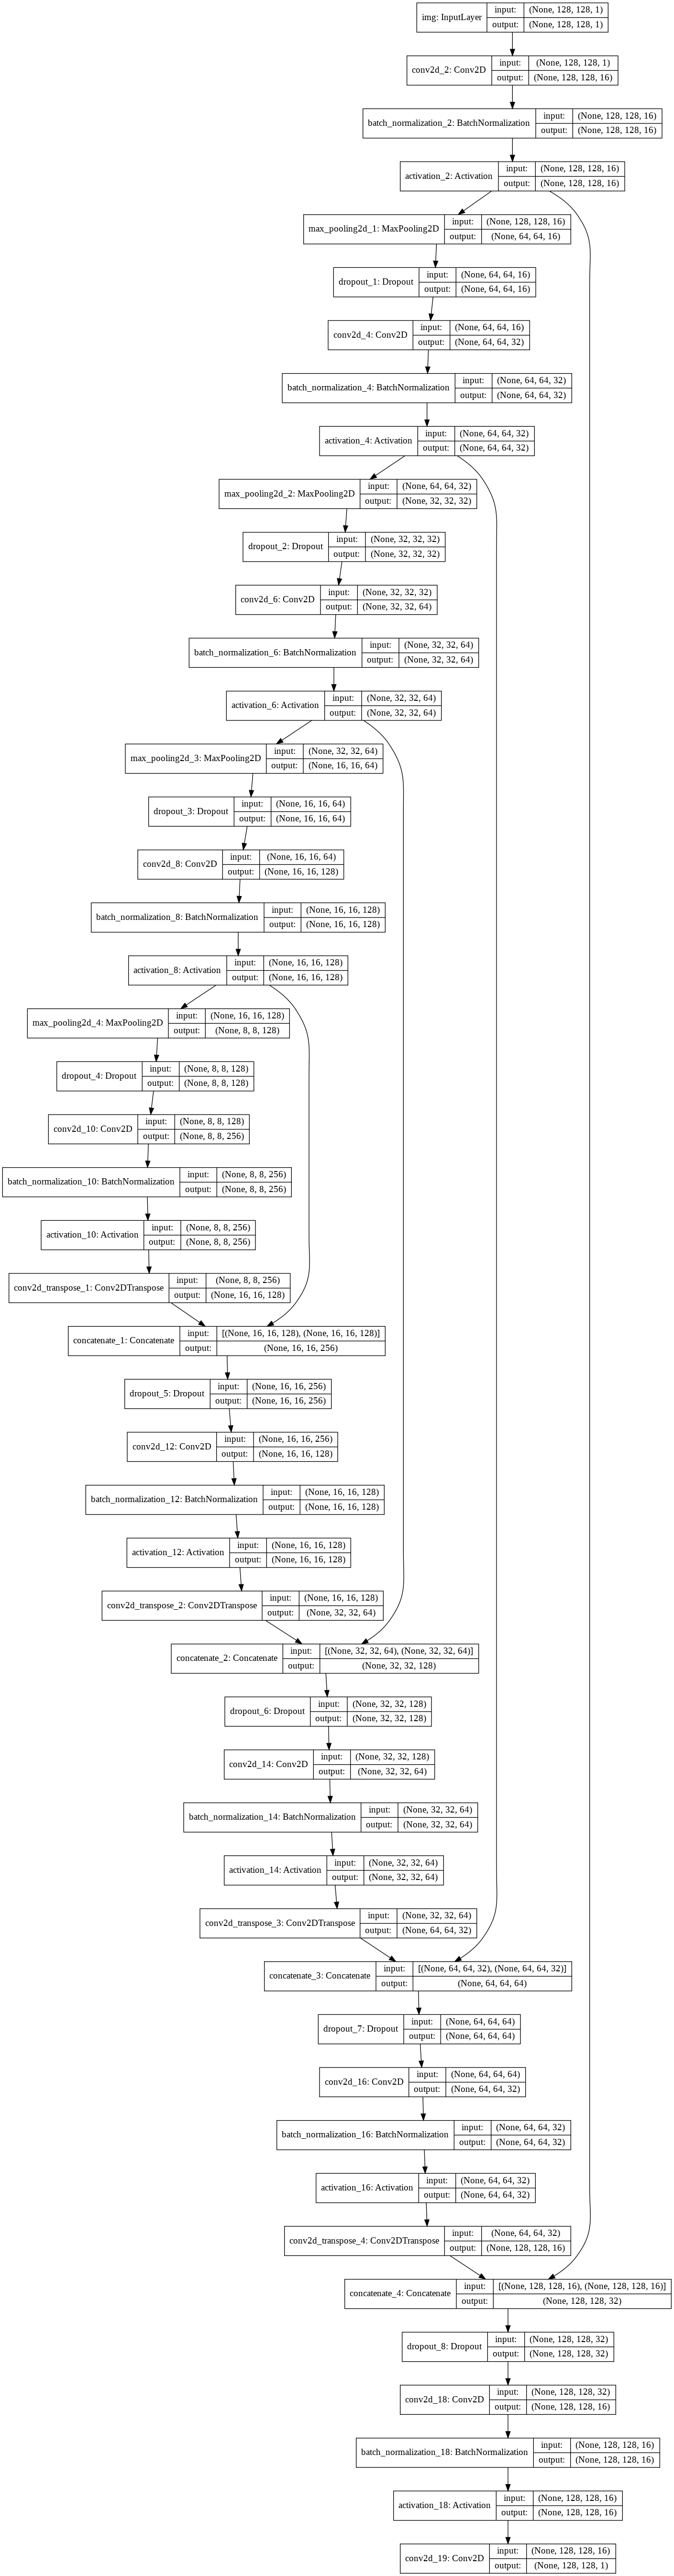 img: InputLayer
input:
(None, 128, 128, 1)
output:
(None, 128, 128, 1)
conv2d_2: Conv2D
input:
(None, 128, 128, 1)
output:
(None, 128, 128, 16)
batch_normalization_2: BatchNormalization
input:
(None, 128, 128, 16)
output:
(None, 128, 128, 16)
activation_2: Activation
input:
(None, 128, 128, 16)
output:
(None, 128, 128, 16)
max_pooling2d_1: MaxPooling2D
input:
(None, 128, 128, 16)
output:
(None, 64, 64, 16)
dropout_1: Dropout
input:
(None, 64, 64, 16)
output:
(None, 64, 64, 16)
conv2d_4: Conv2D
input:
(None, 64, 64, 16)
output:
(None, 64, 64, 32)
batch_normalization_4: BatchNormalization
input:
(None, 64, 64, 32)
output:
(None, 64, 64, 32)
activation_4: Activation
input:
(None, 64, 64, 32)
output:
(None, 64, 64, 32)
max_pooling2d_2: MaxPooling2D
input:
(None, 64, 64, 32)
output:
(None, 32, 32, 32)
dropout_2: Dropout
input:
(None, 32, 32, 32)
output:
(None, 32, 32, 32)
conv2d_6: Conv2D
input:
(None, 32, 32, 32)
output:
(None, 32, 32, 64)
batch_normalization_6: BatchNormalization
input:
(None, 32, 32, 64)
output:
(None, 32, 32, 64)
activation_6: Activation
input:
(None, 32, 32, 64)
output:
(None, 32, 32, 64)
max_pooling2d_3: MaxPooling2D
input:
(None, 32, 32, 64)
output:
(None, 16, 16, 64)
dropout_3: Dropout
input:
(None, 16, 16, 64)
output:
(None, 16, 16, 64)
conv2d_8: Conv2D
input:
(None, 16, 16, 64)
output:
(None, 16, 16, 128)
batch_normalization_8: BatchNormalization
input:
(None, 16, 16, 128)
output:
(None, 16, 16, 128)
activation_8: Activation
input:
(None, 16, 16, 128)
output:
(None, 16, 16, 128)
max_pooling2d_4: MaxPooling2D
input:
(None, 16, 16, 128)
output:
(None, 8, 8, 128)
dropout_4: Dropout
input:
(None, 8, 8, 128)
output:
(None, 8, 8, 128)
conv2d_10: Conv2D
input:
(None, 8, 8, 128)
output:
(None, 8, 8, 256)
batch_normalization_10: BatchNormalization
input:
(None, 8, 8, 256)
output:
(None, 8, 8, 256)
activation_10: Activation
input:
(None, 8, 8, 256)
output:
(None, 8, 8, 256)
conv2d_transpose_1: Conv2DTranspose
input:
(None, 8, 8, 256)
output:
(None, 16, 16, 128)
concatenate_1: Concatenate
input:
[(None, 16, 16, 128), (None, 16, 16, 128)]
output:
(None, 16, 16, 256)
dropout_5: Dropout
input:
(None, 16, 16, 256)
output:
(None, 16, 16, 256)
conv2d_12: Conv2D
input:
(None, 16, 16, 256)
output:
(None, 16, 16, 128)
batch_normalization_12: BatchNormalization
input:
(None, 16, 16, 128)
output:
(None, 16, 16, 128)
activation_12: Activation
input:
(None, 16, 16, 128)
output:
(None, 16, 16, 128)
conv2d_transpose_2: Conv2DTranspose
input:
(None, 16, 16, 128)
output:
(None, 32, 32, 64)
concatenate_2: Concatenate
input:
[(None, 32, 32, 64), (None, 32, 32, 64)]
output:
(None, 32, 32, 128)
dropout_6: Dropout
input:
(None, 32, 32, 128)
output:
(None, 32, 32, 128)
conv2d_14: Conv2D
input:
(None, 32, 32, 128)
output:
(None, 32, 32, 64)
batch_normalization_14: BatchNormalization
input:
(None, 32, 32, 64)
output:
(None, 32, 32, 64)
activation_14: Activation
input:
(None, 32, 32, 64)
output:
(None, 32, 32, 64)
conv2d_transpose_3: Conv2DTranspose
input:
(None, 32, 32, 64)
output:
(None, 64, 64, 32)
concatenate_3: Concatenate
input:
[(None, 64, 64, 32), (None, 64, 64, 32)]
output:
(None, 64, 64, 64)
dropout_7: Dropout
input:
(None, 64, 64, 64)
output:
(None, 64, 64, 64)
conv2d_16: Conv2D
input:
(None, 64, 64, 64)
output:
(None, 64, 64, 32)
batch_normalization_16: BatchNormalization
input:
(None, 64, 64, 32)
output:
(None, 64, 64, 32)
activation_16: Activation
input:
(None, 64, 64, 32)
output:
(None, 64, 64, 32)
conv2d_transpose_4: Conv2DTranspose
input:
(None, 64, 64, 32)
output:
(None, 128, 128, 16)
concatenate_4: Concatenate
input:
[(None, 128, 128, 16), (None, 128, 128, 16)]
output:
(None, 128, 128, 32)
dropout_8: Dropout
input:
(None, 128, 128, 32)
output:
(None, 128, 128, 32)
conv2d_18: Conv2D
input:
(None, 128, 128, 32)
output:
(None, 128, 128, 16)
batch_normalization_18: BatchNormalization
input:
(None, 128, 128, 16)
output:
(None, 128, 128, 16)
activation_18: Activation
input:
(None, 128, 128, 16)
output:
(None, 128, 128, 16)
conv2d_19: Conv2D
input:
(None, 128, 128, 16)
output:
(None, 128, 128, 1)